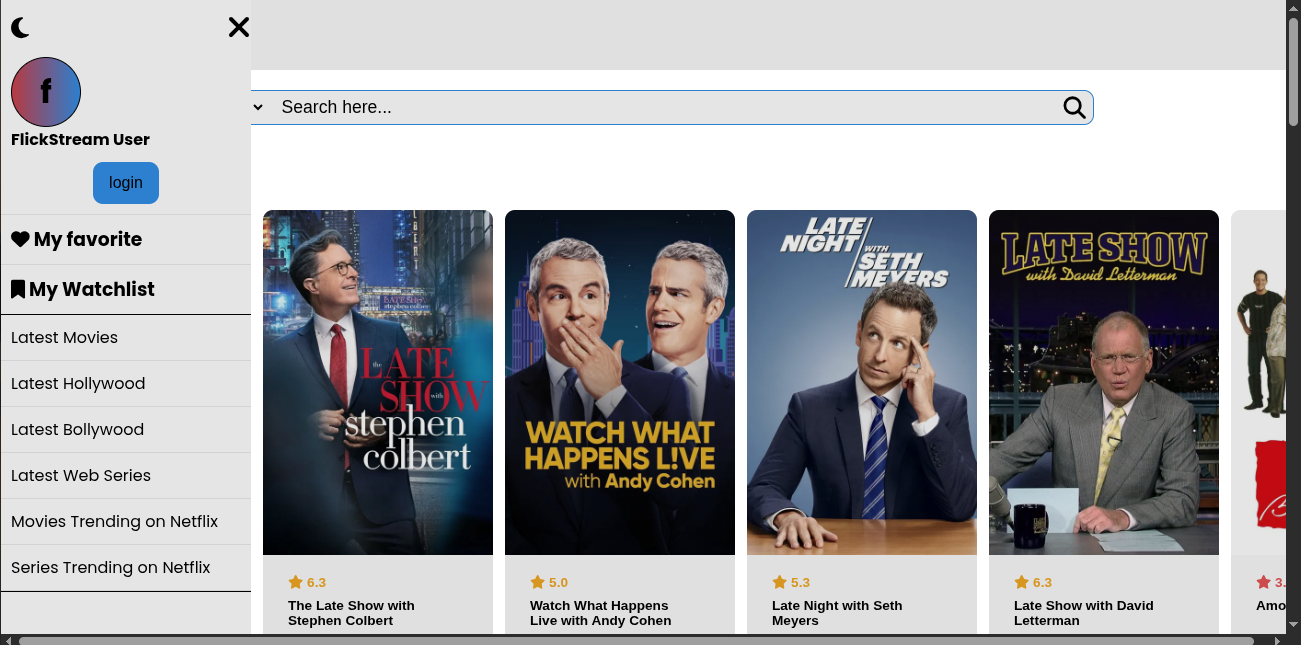 f
FlickStream User
login
My favorite
My Watchlist
Latest Movies
Latest Hollywood
Latest Bollywood
Latest Web Series
Movies Trending on Netflix
Series Trending on Netflix
Search here...
the
LATE
SHOW
with
stephen
colbert
6.3
The Late Show with
Stephen Colbert
WATCH WHAT
HAPPENS L!VE
with Andy Cohen
5.0
Watch What Happens
Live with Andy Cohen
LATE
NIGHT
WITH
SETH
MEYERS
5.3
Late Night with Seth
Meyers
LATE SHOW
with David Letterman
6.3
Late Show with David
Letterman
3.
Amo